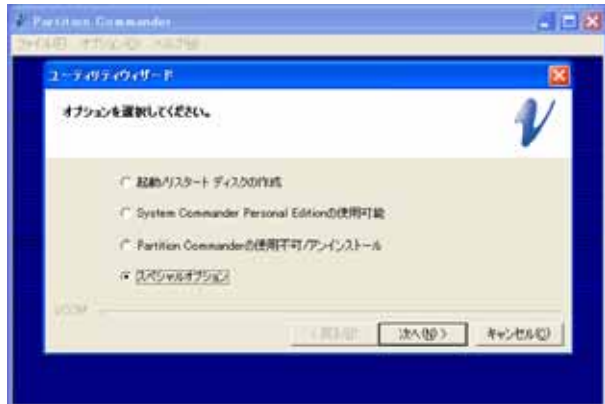 Partition Commander
ファイル(F) オプション(O) ヘルプ(H)
ユーティリティウィザード
オプションを選択してください。
起動/リスタート ディスクの作成
System Commander Personal Editionの使用可能
Partition Commanderの使用不可/アンインストール
スペシャルオプション
VCOM
< 戻る(B) 次へ(N) > キャンセル(C)